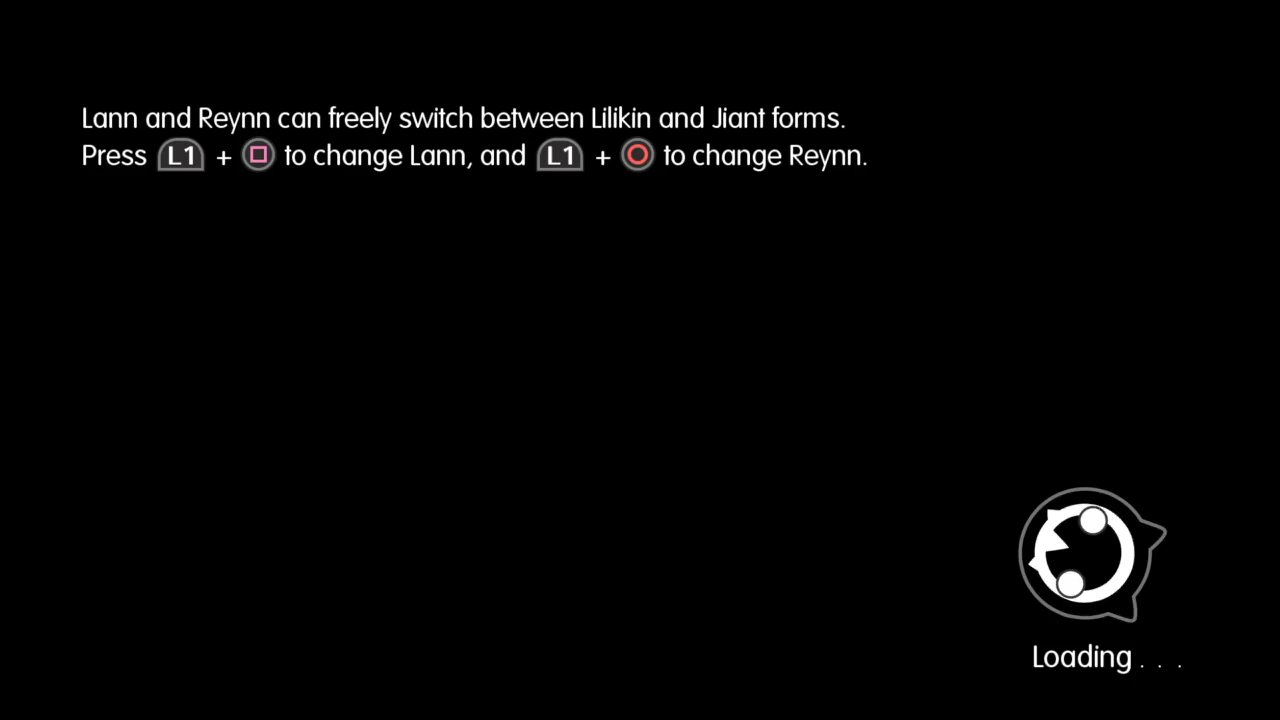 Lann and Reynn can freely switch between Lilikin and Jiant forms.
Press L1 + □ to change Lann, and L1 + ○ to change Reynn.
Loading . . .